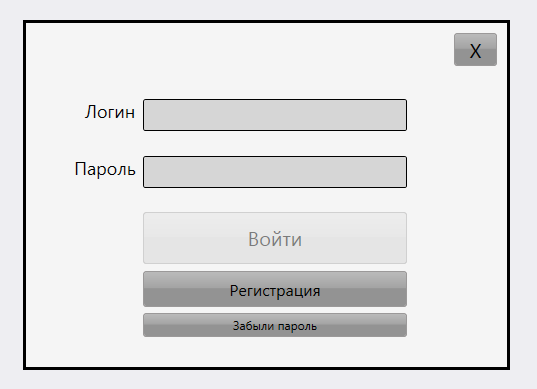 X
Логин
Пароль
Войти
Регистрация
Забыли пароль